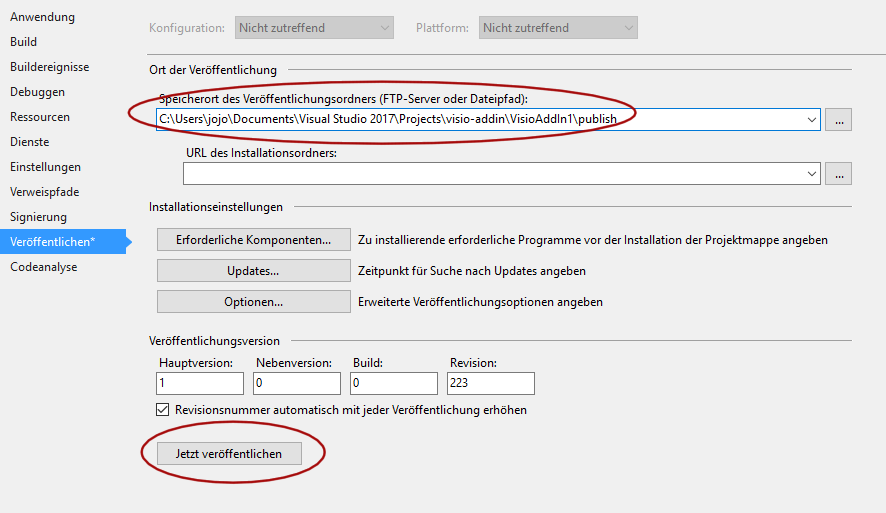 Anwendung
Build
Buildereignisse
Debuggen
Ressourcen
Dienste
Einstellungen
Verweispfade
Signierung
Veröffentlichen*
Codeanalyse
Konfiguration: Nicht zutreffend Plattform: Nicht zutreffend
Ort der Veröffentlichung
Speicherort des Veröffentlichungsordners (FTP-Server oder Dateipfad):
C:\Users\jojo\Documents\Visual Studio 2017\Projects\visio-addin\VisioAddIn1\publish ...
URL des Installationsordners:
...
Installationseinstellungen
Erforderliche Komponenten... Zu installierende erforderliche Programme vor der Installation der Projektmappe angeben
Updates... Zeitpunkt für Suche nach Updates angeben
Optionen... Erweiterte Veröffentlichungsoptionen angeben
Veröffentlichungsversion
Hauptversion: Nebenversion: Build: Revision:
1 0 0 223
Revisionsnummer automatisch mit jeder Veröffentlichung erhöhen
Jetzt veröffentlichen